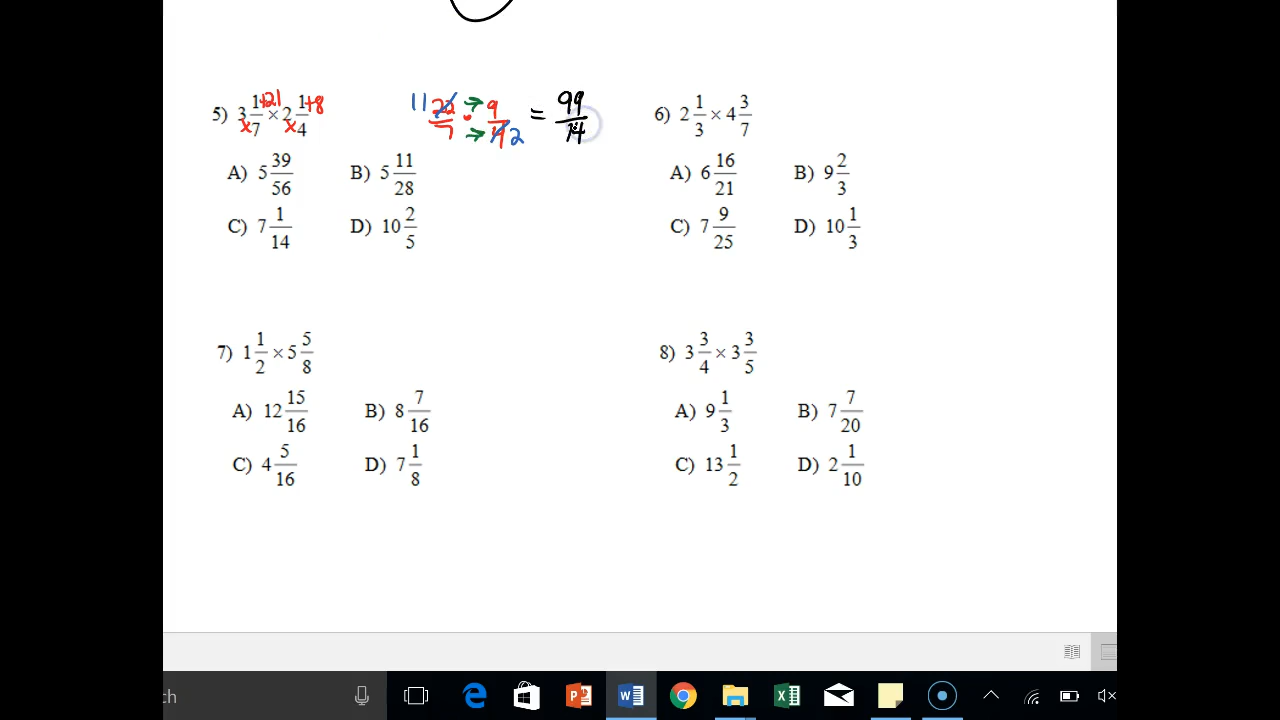 5) 3 1/7 × 2 1/4 +21 +8 x x 11 22/7 • 9/4 2 = 99/14
A) 5 39/56 B) 5 11/28
C) 7 1/14 D) 10 2/5
6) 2 1/3 × 4 3/7
A) 6 16/21 B) 9 2/3
C) 7 9/25 D) 10 1/3
7) 1 1/2 × 5 5/8
A) 12 15/16 B) 8 7/16
C) 4 5/16 D) 7 1/8
8) 3 3/4 × 3 3/5
A) 9 1/3 B) 7 7/20
C) 13 1/2 D) 2 1/10
ch